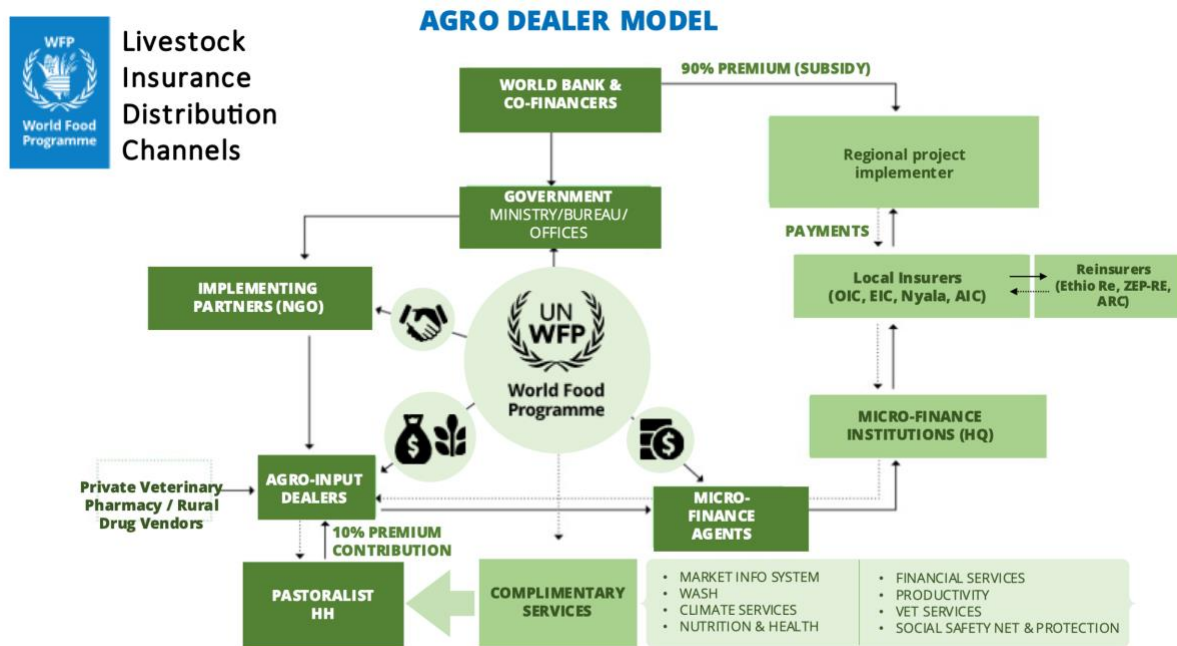 AGRO DEALER MODEL
WFP
World Food
Programme
Livestock
Insurance
Distribution
Channels
WORLD BANK &
CO-FINANCERS
90% PREMIUM (SUBSIDY)
Regional project
implementer
GOVERNMENT
MINISTRY/BUREAU/
OFFICES
PAYMENTS
IMPLEMENTING
PARTNERS (NGO)
Local Insurers
(OIC, EIC, Nyala, AIC)
Reinsurers
(Ethio Re, ZEP-RE,
ARC)
UN
WFP
World Food
Programme
$
$
MICRO-FINANCE
INSTITUTIONS (HQ)
Private Veterinary
Pharmacy / Rural
Drug Vendors
AGRO-INPUT
DEALERS
MICRO-
FINANCE
AGENTS
10% PREMIUM
CONTRIBUTION
PASTORALIST
HH
COMPLIMENTARY
SERVICES
• MARKET INFO SYSTEM
• WASH
• CLIMATE SERVICES
• NUTRITION & HEALTH
• FINANCIAL SERVICES
• PRODUCTIVITY
• VET SERVICES
• SOCIAL SAFETY NET & PROTECTION